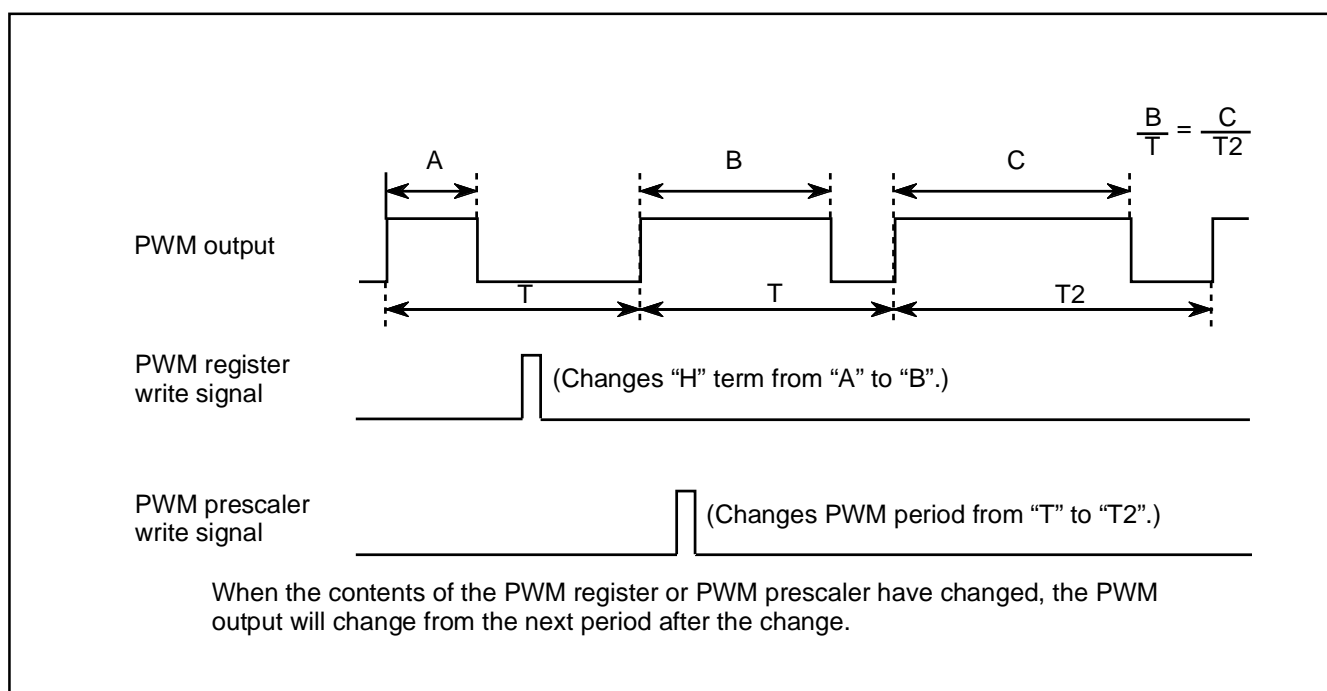 B = C
T T2
A B C
PWM output
T T T2
PWM register
write signal
(Changes “H” term from “A” to “B”.)
PWM prescaler
write signal
(Changes PWM period from “T” to “T2”.)
When the contents of the PWM register or PWM prescaler have changed, the PWM
output will change from the next period after the change.